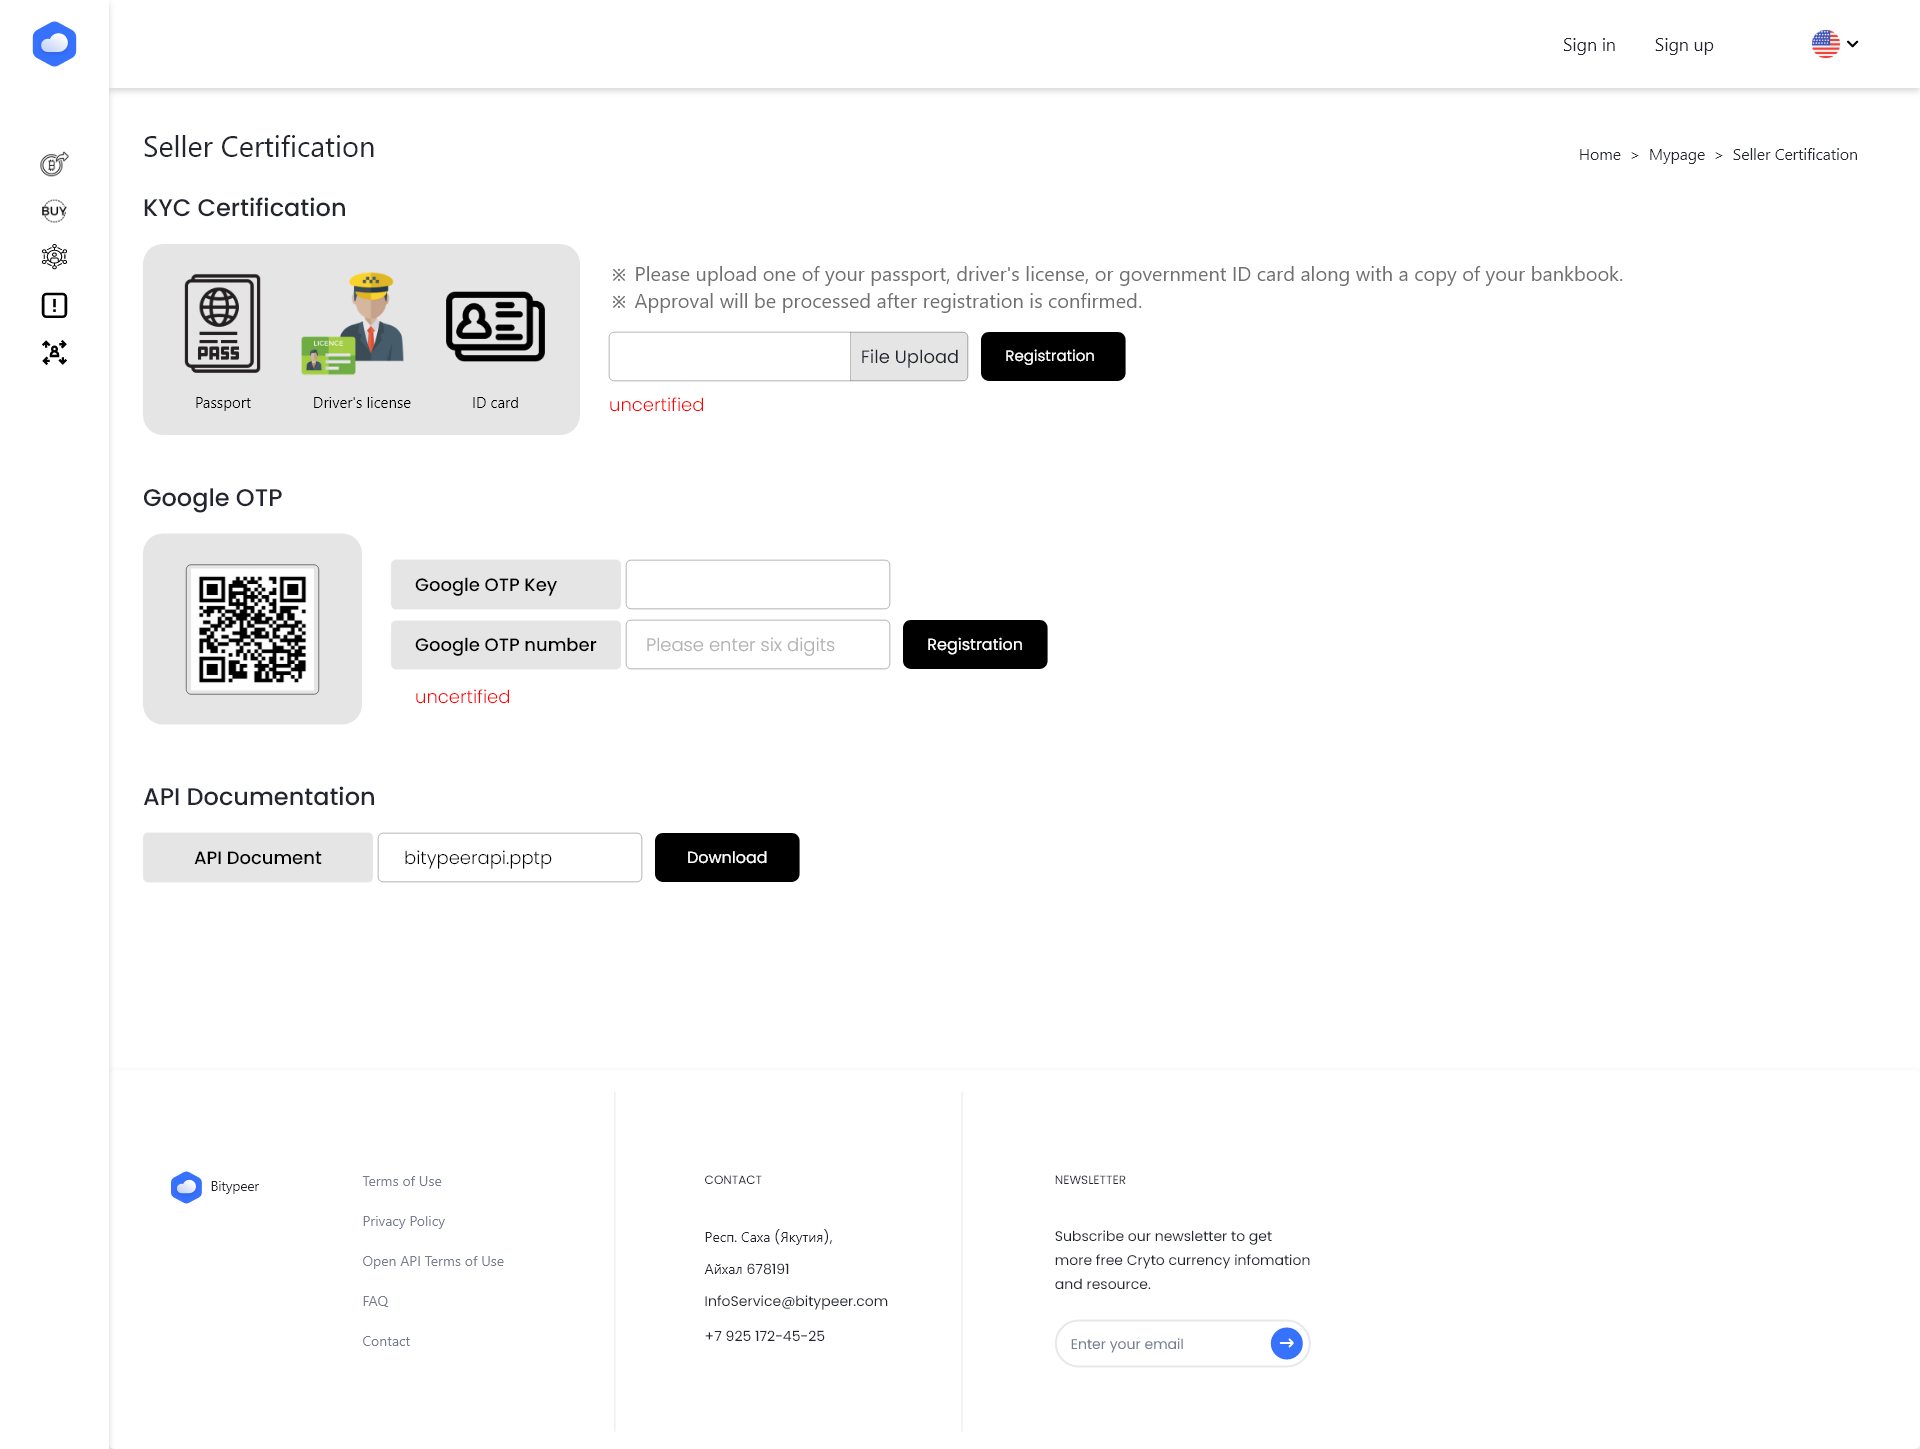 Sign in
Sign up
Seller Certification
Home > Mypage > Seller Certification
BUY
KYC Certification
PASS
LICENCE
Passport
Driver's license
ID card
※ Please upload one of your passport, driver's license, or government ID card along with a copy of your bankbook.
※ Approval will be processed after registration is confirmed.
File Upload
Registration
uncertified
Google OTP
Google OTP Key
Google OTP number
Please enter six digits
Registration
uncertified
API Documentation
API Document
bitypeerapi.pptp
Download
Bitypeer
Terms of Use
Privacy Policy
Open API Terms of Use
FAQ
Contact
CONTACT
Респ. Саха (Якутия),
Айхал 678191
InfoService@bitypeer.com
+7 925 172-45-25
NEWSLETTER
Subscribe our newsletter to get
more free Cryto currency infomation
and resource.
Enter your email